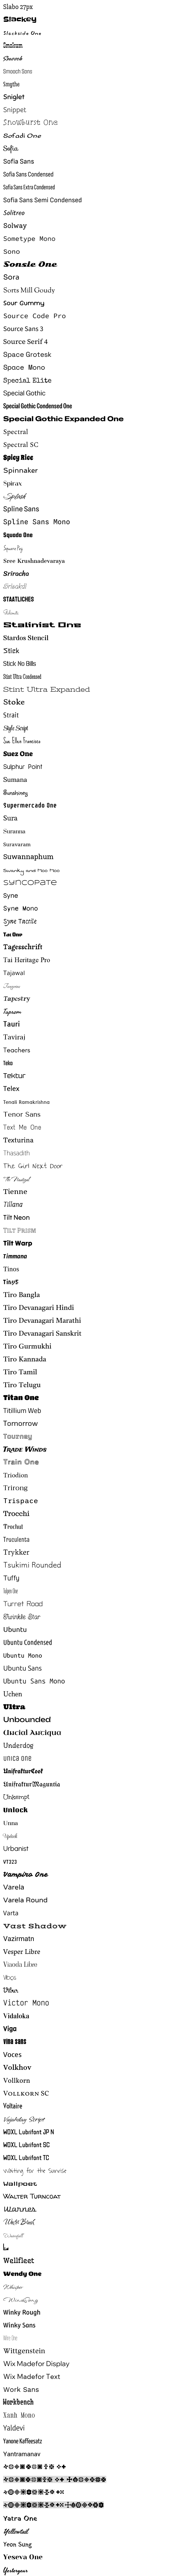 Slabo 27px
Slackey
Slackside One
Smokum
Smooch
Smooch Sans
Smythe
Sniglet
Snippet
Snowburst One
Sofadi One
Sofia
Sofia Sans
Sofia Sans Condensed
Sofia Sans Extra Condensed
Sofia Sans Semi Condensed
Solitreo
Solway
Sometype Mono
Sono
Sonsie One
Sora
Sorts Mill Goudy
Source Code Pro
Source Sans 3
Source Serif 4
Space Grotesk
Space Mono
Special Elite
Special Gothic
Special Gothic Condensed One
Special Gothic Expanded One
Spectral
Spectral SC
Spicy Rice
Spinnaker
Spirax
Splash
Spline Sans
Spline Sans Mono
Squada One
Square Peg
Sree Krushnadevaraya
Sriracha
Srisakdi
STAATLICHES
Stalemate
Stalinist One
Stardos Stencil
Stick
Stick No Bills
Stint Ultra Condensed
Stint Ultra Expanded
Stoke
Strait
Style Script
Sue Ellen Francisco
Suez One
Sulphur Point
Sumana
Sunshiney
Supermercado One
Sura
Suranna
Suravaram
Suwannaphum
Swanky and Moo Moo
Syncopate
Syne
Syne Mono
Syne Tactile
Tac One
Tagesschrift
Tai Heritage Pro
Tajawal
Tangerine
Tapestry
Taprom
Tauri
Taviraj
Teachers
Teko
Tektur
Telex
Tenali Ramakrishna
Tenor Sans
Text Me One
Texturina
Thasadith
The Girl Next Door
The Nautigal
Tienne
Tillana
Tilt Neon
Tilt Prism
Tilt Warp
Timmana
Tinos
Tiny5
Tiro Bangla
Tiro Devanagari Hindi
Tiro Devanagari Marathi
Tiro Devanagari Sanskrit
Tiro Gurmukhi
Tiro Kannada
Tiro Tamil
Tiro Telugu
Titan One
Titillium Web
Tomorrow
Tourney
Trade Winds
Train One
Triodion
Trirong
Trispace
Trocchi
Trochut
Truculenta
Trykker
Tsukimi Rounded
Tuffy
Tulpen One
Turret Road
Twinkle Star
Ubuntu
Ubuntu Condensed
Ubuntu Mono
Ubuntu Sans
Ubuntu Sans Mono
Uchen
Ultra
Unbounded
Uncial Antiqua
Underdog
Unica One
UnifrakturCook
UnifrakturMaguntia
Unkempt
Unlock
Unna
Updock
Urbanist
VT323
Vampiro One
Varela
Varela Round
Varta
Vast Shadow
Vazirmatn
Vesper Libre
Viaoda Libre
Vibes
Vibur
Victor Mono
Vidaloka
Viga
Vina Sans
Voces
Volkhov
Vollkorn
Vollkorn SC
Voltaire
Vujahday Script
WDXL Lubrifont JP N
WDXL Lubrifont SC
WDXL Lubrifont TC
Waiting for the Sunrise
Wallpoet
Walter Turncoat
Warnes
Water Brush
Waterfall
Wellfleet
Wendy One
Whisper
WindSong
Winky Rough
Winky Sans
Wire One
Wittgenstein
Wix Madefor Display
Wix Madefor Text
Work Sans
Workbench
Xanh Mono
Yaldevi
Yanone Kaffeesatz
Yantramanav
Yatra One
Yellowtail
Yeon Sung
Yeseva One
Yesteryear